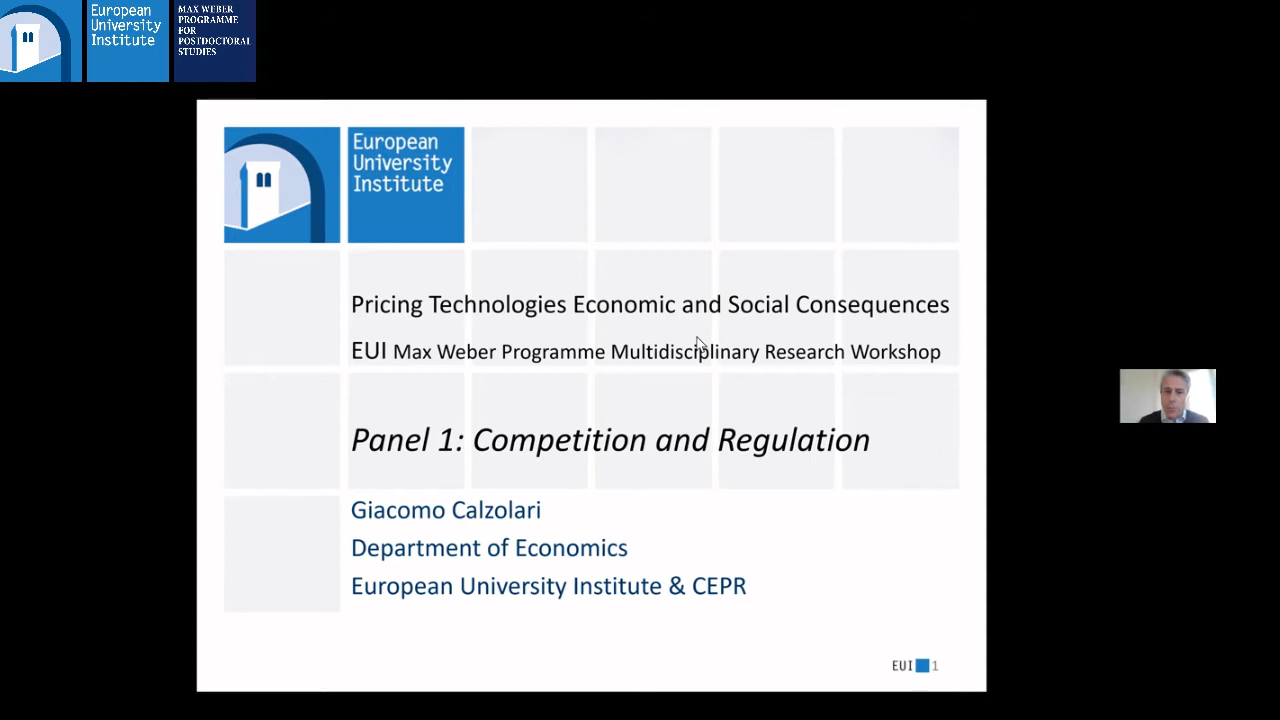 European
University
Institute
MAX WEBER
PROGRAMME
FOR
POSTDOCTORAL
STUDIES
European
University
Institute
Pricing Technologies Economic and Social Consequences
EUI Max Weber Programme Multidisciplinary Research Workshop
Panel 1: Competition and Regulation
Giacomo Calzolari
Department of Economics
European University Institute & CEPR
EUI 1